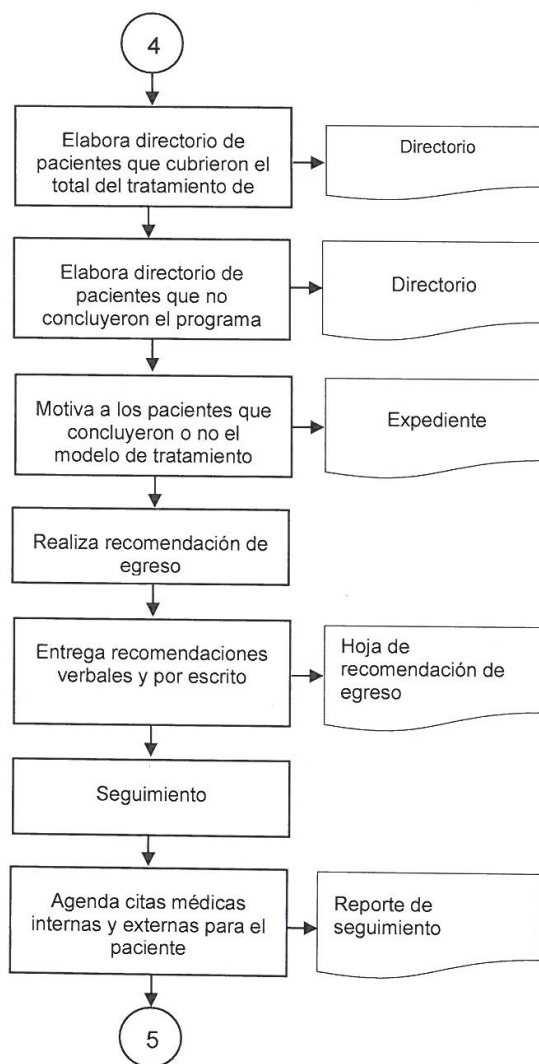 4
Elabora directorio de
pacientes que cubrieron el
total del tratamiento de
Directorio
Elabora directorio de
pacientes que no
concluyeron el programa
Directorio
Motiva a los pacientes que
concluyeron o no el
modelo de tratamiento
Expediente
Realiza recomendación de
egreso
Entrega recomendaciones
verbales y por escrito
Hoja de
recomendación de
egreso
Seguimiento
Agenda citas médicas
internas y externas para el
paciente
Reporte de
seguimiento
5